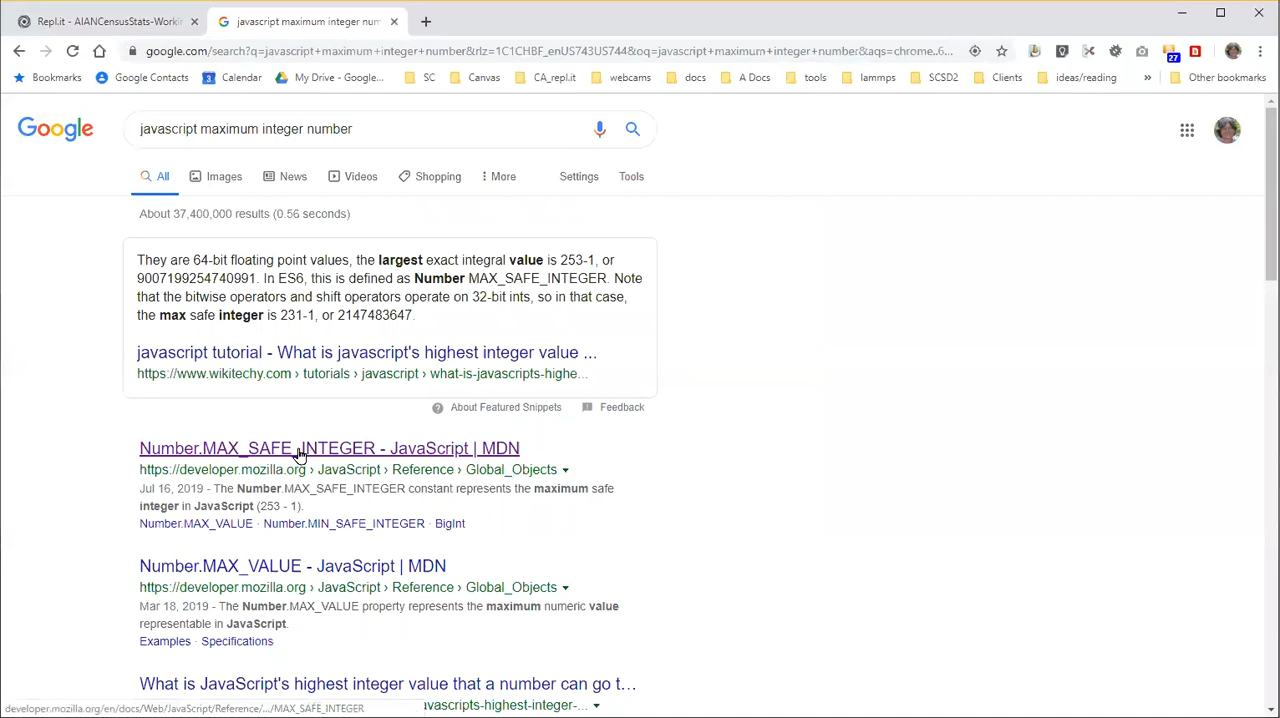 Repl.it - AIANCensusStats-Worki
javascript maximum integer num
google.com/search?q=javascript+maximum+integer+number&rlz=1C1CHBF_enUS743US744&oq=javascript+maximum+integer+number&aqs=chrome..6...
Bookmarks Google Contacts 3 Calendar My Drive - Google... SC Canvas CA_repl.it webcams docs A Docs tools lammps SCSD2 Clients ideas/reading » Other bookmarks
27
Google
javascript maximum integer number
All Images News Videos Shopping More Settings Tools
About 37,400,000 results (0.56 seconds)
They are 64-bit floating point values, the largest exact integral value is 253-1, or
9007199254740991. In ES6, this is defined as Number MAX_SAFE_INTEGER. Note
that the bitwise operators and shift operators operate on 32-bit ints, so in that case,
the max safe integer is 231-1, or 2147483647.
javascript tutorial - What is javascript's highest integer value ...
https://www.wikitechy.com › tutorials › javascript › what-is-javascripts-highe...
About Featured Snippets Feedback
Number.MAX_SAFE_INTEGER - JavaScript | MDN
https://developer.mozilla.org › JavaScript › Reference › Global_Objects
Jul 16, 2019 - The Number.MAX_SAFE_INTEGER constant represents the maximum safe
integer in JavaScript (253 - 1).
Number.MAX_VALUE · Number.MIN_SAFE_INTEGER · BigInt
Number.MAX_VALUE - JavaScript | MDN
https://developer.mozilla.org › JavaScript › Reference › Global_Objects
Mar 18, 2019 - The Number.MAX_VALUE property represents the maximum numeric value
representable in JavaScript.
Examples · Specifications
What is JavaScript's highest integer value that a number can go t...
avascripts-highest-integer-...
developer.mozilla.org/en/docs/Web/JavaScript/Reference/.../MAX_SAFE_INTEGER